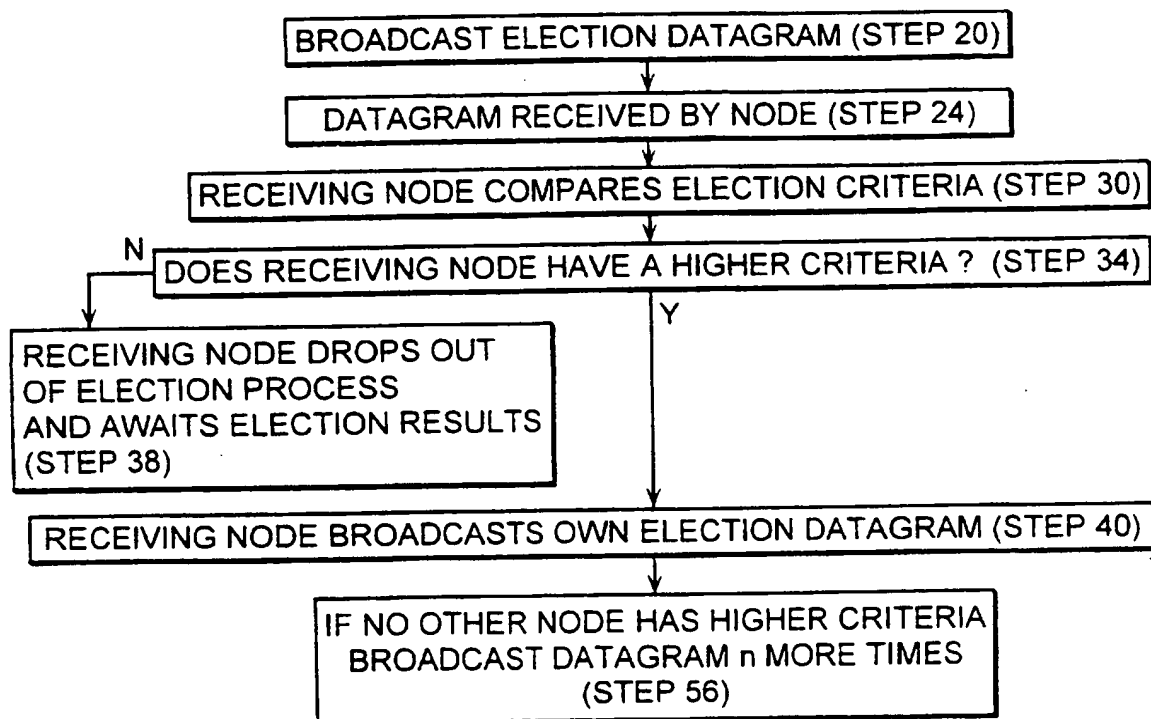 BROADCAST ELECTION DATAGRAM (STEP 20)
DATAGRAM RECEIVED BY NODE (STEP 24)
RECEIVING NODE COMPARES ELECTION CRITERIA (STEP 30)
N
DOES RECEIVING NODE HAVE A HIGHER CRITERIA ? (STEP 34)
Y
RECEIVING NODE DROPS OUT
OF ELECTION PROCESS
AND AWAITS ELECTION RESULTS
(STEP 38)
RECEIVING NODE BROADCASTS OWN ELECTION DATAGRAM (STEP 40)
IF NO OTHER NODE HAS HIGHER CRITERIA
BROADCAST DATAGRAM n MORE TIMES
(STEP 56)